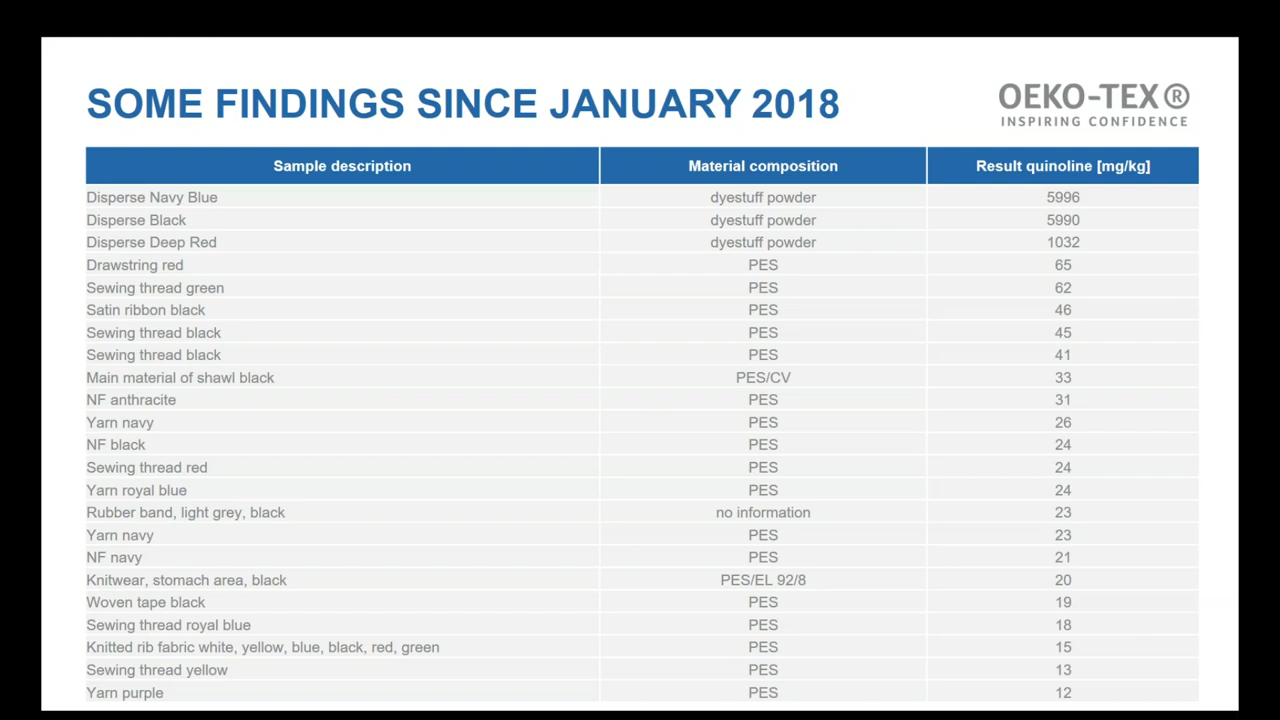 SOME FINDINGS SINCE JANUARY 2018
OEKO-TEX®
INSPIRING CONFIDENCE
Sample description Material composition Result quinoline [mg/kg]
Disperse Navy Blue dyestuff powder 5996
Disperse Black dyestuff powder 5990
Disperse Deep Red dyestuff powder 1032
Drawstring red PES 65
Sewing thread green PES 62
Satin ribbon black PES 46
Sewing thread black PES 45
Sewing thread black PES 41
Main material of shawl black PES/CV 33
NF anthracite PES 31
Yarn navy PES 26
NF black PES 24
Sewing thread red PES 24
Yarn royal blue PES 24
Rubber band, light grey, black no information 23
Yarn navy PES 23
NF navy PES 21
Knitwear, stomach area, black PES/EL 92/8 20
Woven tape black PES 19
Sewing thread royal blue PES 18
Knitted rib fabric white, yellow, blue, black, red, green PES 15
Sewing thread yellow PES 13
Yarn purple PES 12